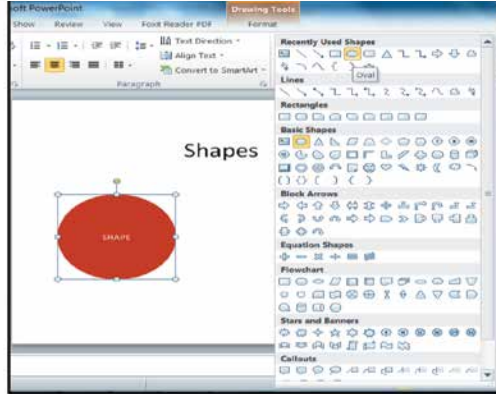 oft PowerPoint
Drawing Tools
Show Review View Foxit Reader PDF Format
Text Direction
Align Text
Convert to SmartArt
Paragraph
Recently Used Shapes
Oval
Lines
Rectangles
Basic Shapes
Block Arrows
Equation Shapes
Flowchart
Stars and Banners
Callouts
Shapes
SHAPE